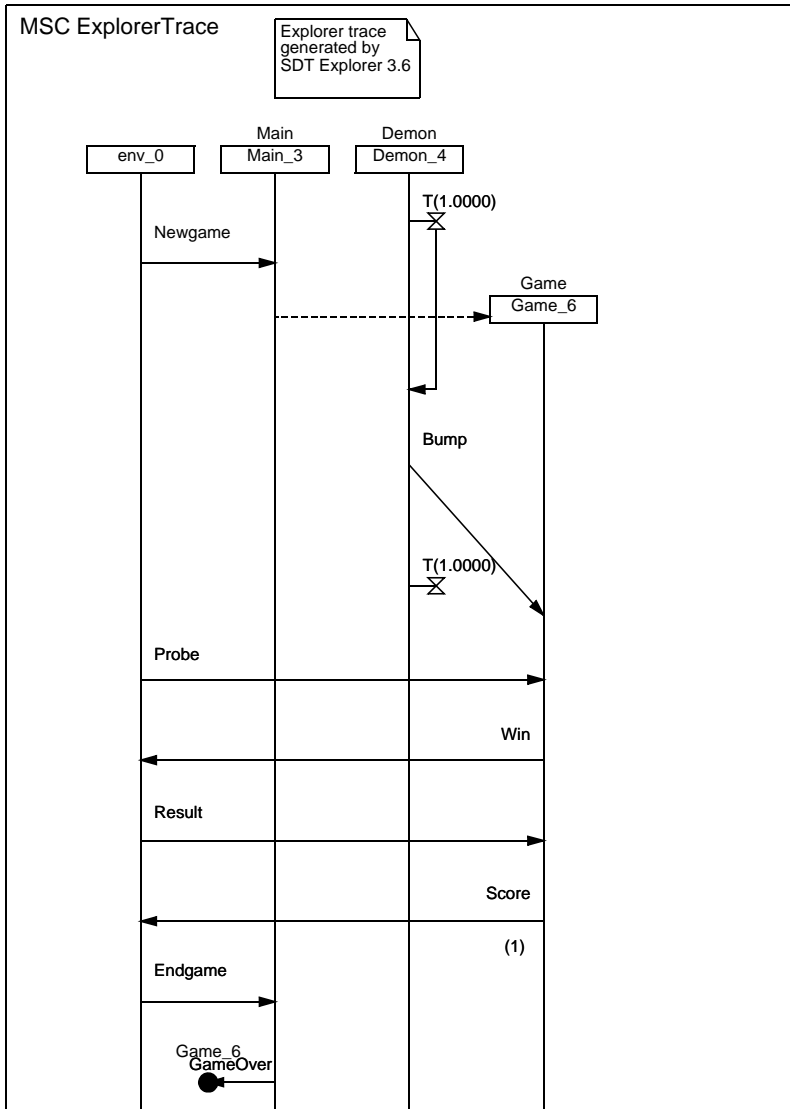 MSC ExplorerTrace
Explorer trace
generated by
SDT Explorer 3.6
Main
Demon
env_0
Main_3
Demon_4
T(1.0000)
Newgame
Game
Game_6
Bump
T(1.0000)
Probe
Win
Result
Score
(1)
Endgame
Game_6
GameOver